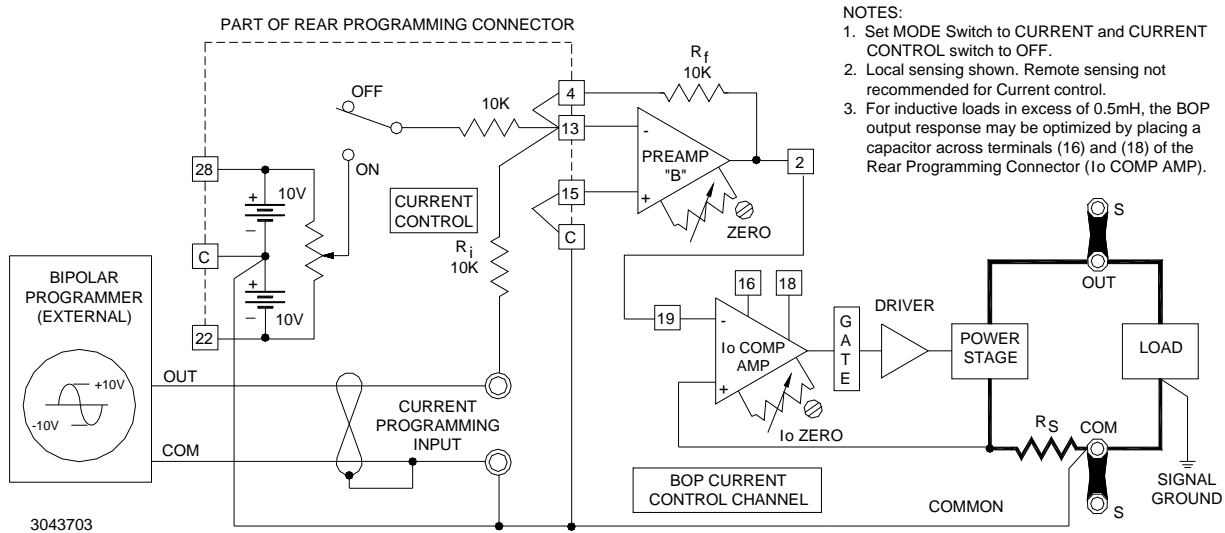 PART OF REAR PROGRAMMING CONNECTOR
NOTES:
1. Set MODE Switch to CURRENT and CURRENT
CONTROL switch to OFF.
2. Local sensing shown. Remote sensing not
recommended for Current control.
3. For inductive loads in excess of 0.5mH, the BOP
output response may be optimized by placing a
capacitor across terminals (16) and (18) of the
Rear Programming Connector (Io COMP AMP).
Rf
10K
OFF
10K
4
13
-
PREAMP
"B"
+
2
ZERO
ON
28
+
10V
–
CURRENT
CONTROL
15
C
Ri
10K
C
+
10V
–
22
BIPOLAR
PROGRAMMER
(EXTERNAL)
+10V
-10V
OUT
COM
CURRENT
PROGRAMMING
INPUT
16
18
19
-
Io COMP
AMP
+
Io ZERO
GATE
DRIVER
POWER
STAGE
S
OUT
LOAD
RS
COM
S
SIGNAL
GROUND
BOP CURRENT
CONTROL CHANNEL
COMMON
3043703